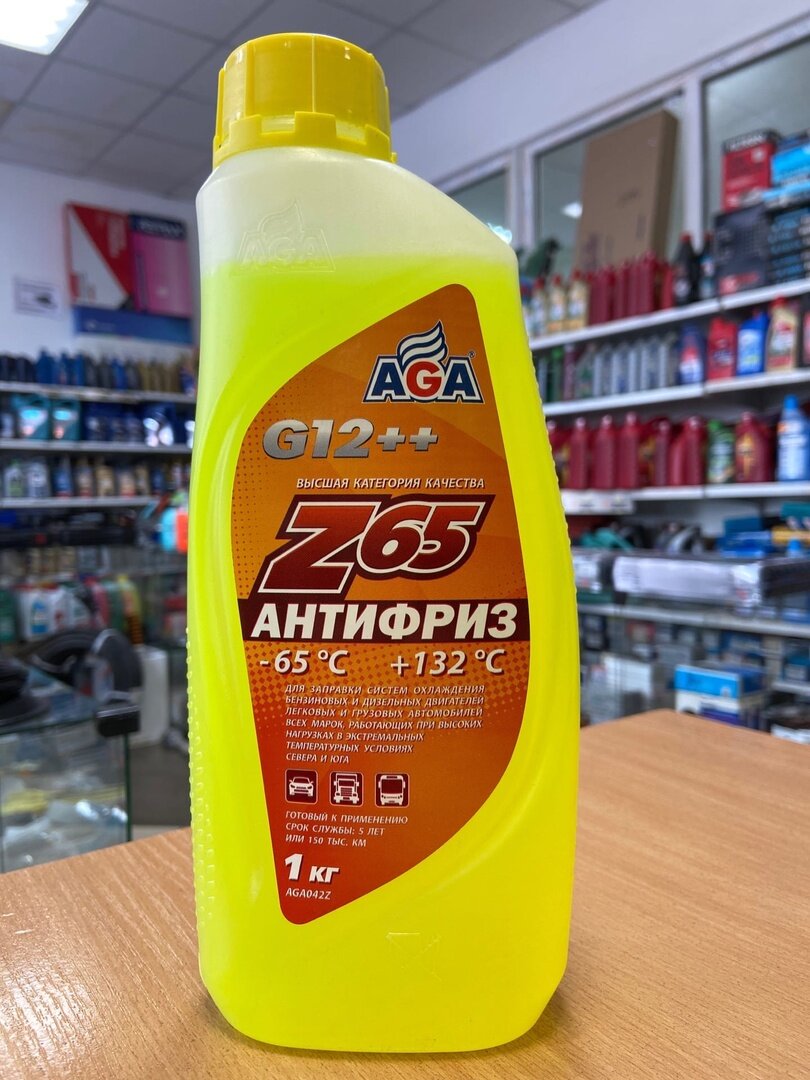 AGA
AGA®
G12++
ВЫСШАЯ КАТЕГОРИЯ КАЧЕСТВА
Z65
АНТИФРИЗ
-65 °C +132 °C
ДЛЯ ЗАПРАВКИ СИСТЕМ ОХЛАЖДЕНИЯ
БЕНЗИНОВЫХ И ДИЗЕЛЬНЫХ ДВИГАТЕЛЕЙ
ЛЕГКОВЫХ И ГРУЗОВЫХ АВТОМОБИЛЕЙ
ВСЕХ МАРОК, РАБОТАЮЩИХ ПРИ ВЫСОКИХ
НАГРУЗКАХ В ЭКСТРЕМАЛЬНЫХ
ТЕМПЕРАТУРНЫХ УСЛОВИЯХ
СЕВЕРА И ЮГА
ГОТОВЫЙ К ПРИМЕНЕНИЮ
СРОК СЛУЖБЫ: 5 ЛЕТ
ИЛИ 150 ТЫС. КМ
1 КГ
AGA042Z